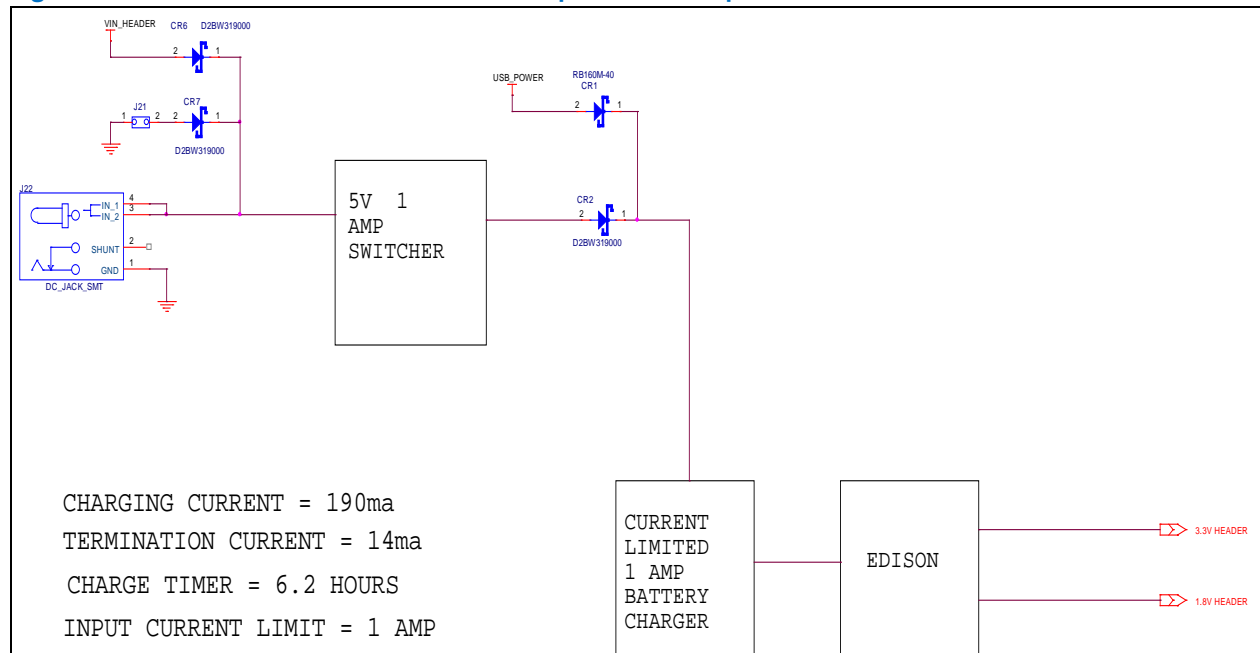 VIN_HEADER
CR6 D2BW319000
2 1
J21
CR7
1 2 2 1
D2BW319000
J22
IN_1 4
IN_2 3
SHUNT 2
GND 1
DC_JACK_SMT
5V 1
AMP
SWITCHER
USB_POWER
RB160M-40
CR1
2 1
CR2
2 1
D2BW319000
CHARGING CURRENT = 190ma
TERMINATION CURRENT = 14ma
CHARGE TIMER = 6.2 HOURS
INPUT CURRENT LIMIT = 1 AMP
CURRENT
LIMITED
1 AMP
BATTERY
CHARGER
EDISON
3.3V HEADER
1.8V HEADER